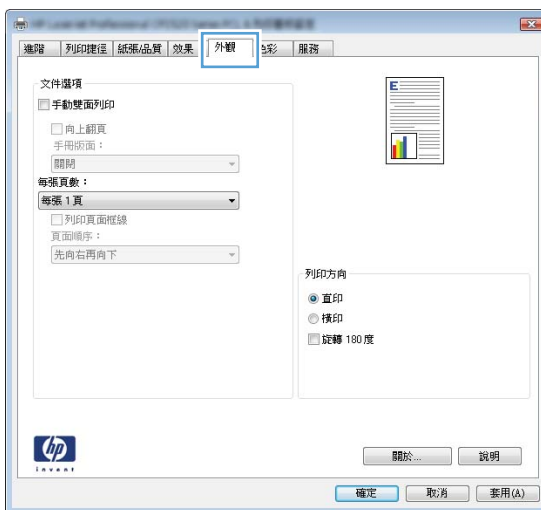 進階 列印捷徑 紙張/品質 效果 外觀 色彩 服務
文件選項
手動雙面列印
向上翻頁
手冊版面：
關閉
每張頁數：
每張 1 頁
列印頁面框線
頁面順序：
先向右再向下
E
列印方向
直印
橫印
旋轉 180 度
hp
invent
關於... 說明
確定 取消 套用(A)